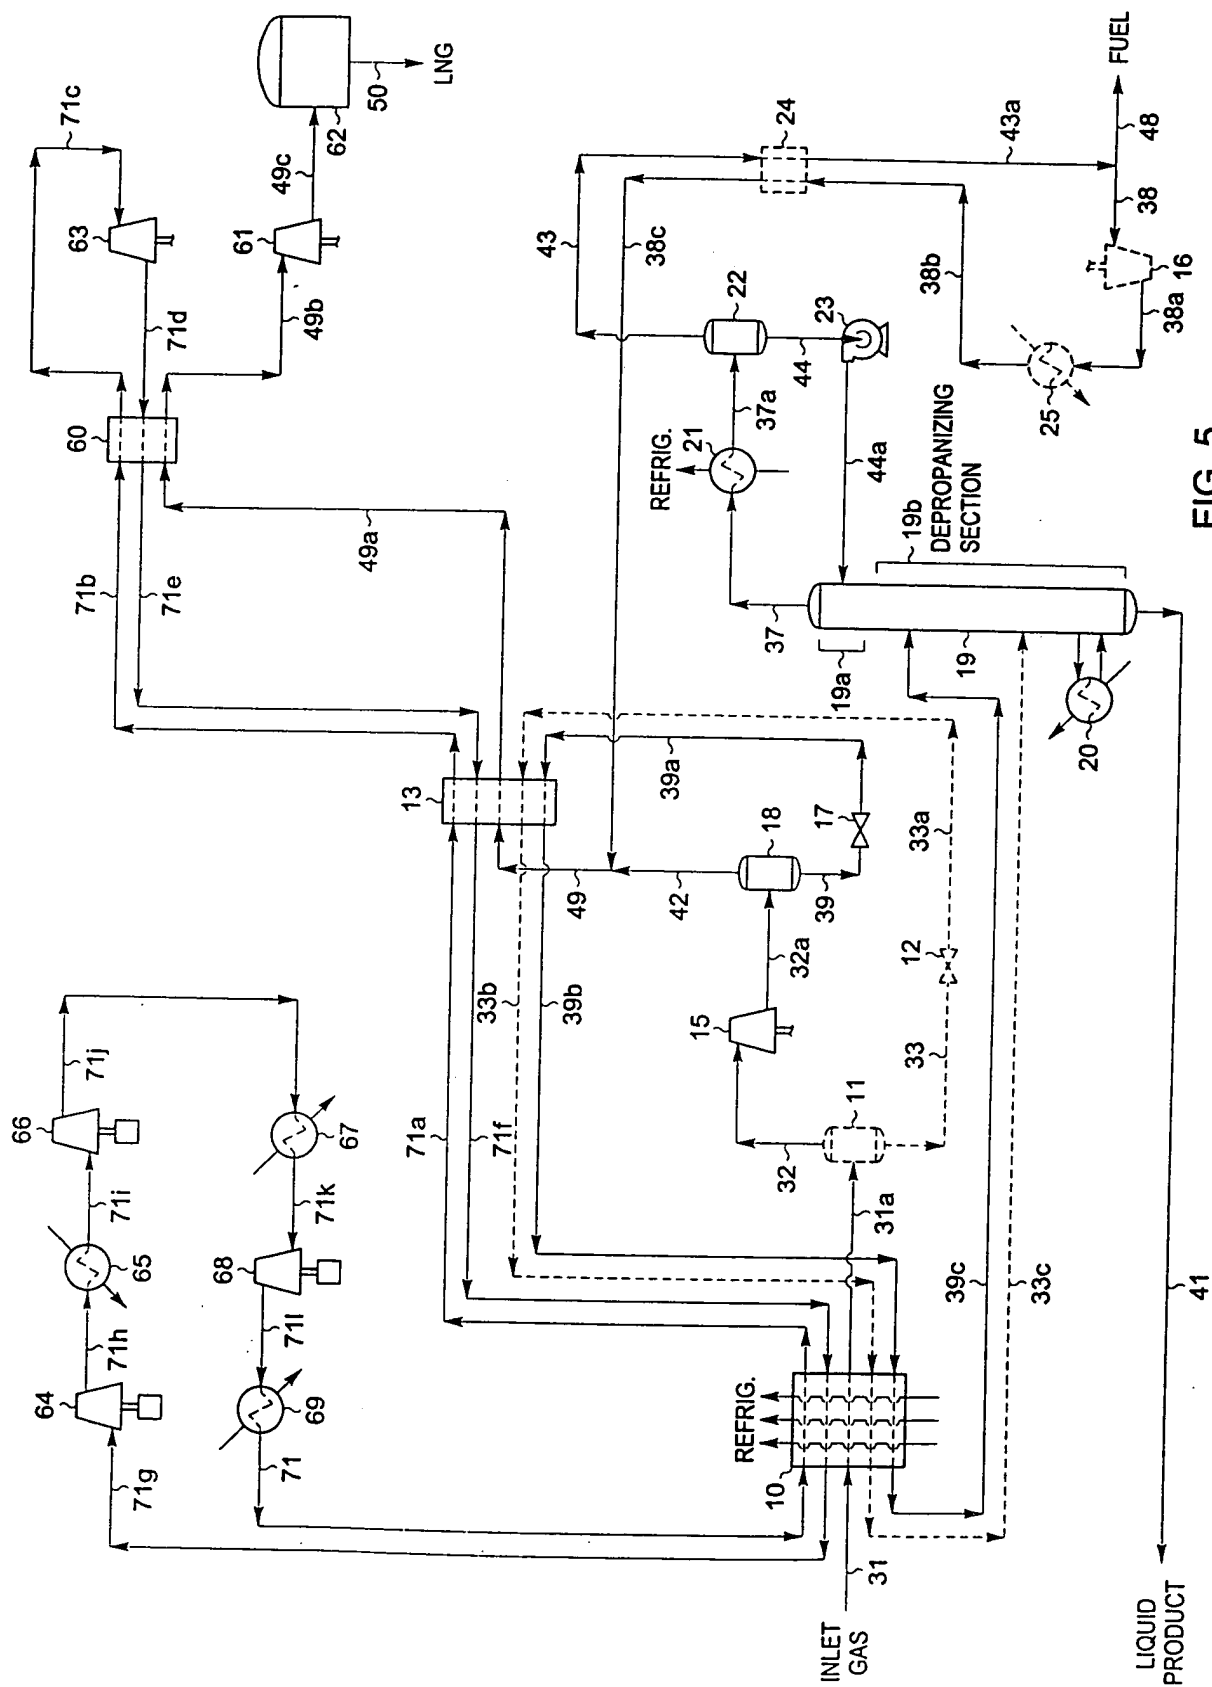 71c
63
71d
60
71b
71e
49a
49b
61
49c
62
50
LNG
66
71j
71i
65
71h
64
71g
67
71k
68
71l
69
71
13
71a
71f
33b
39b
49
42
39a
43
38c
24
43a
FUEL
48
38
16
38a
38b
25
22
23
44
37a
REFRIG.
21
44a
37
19a
19b
DEPROPANIZING
SECTION
19
20
18
17
39
32a
15
33a
12
33
11
32
31a
39c
33c
41
REFRIG.
10
31
INLET
GAS
LIQUID
PRODUCT
FIG. 5